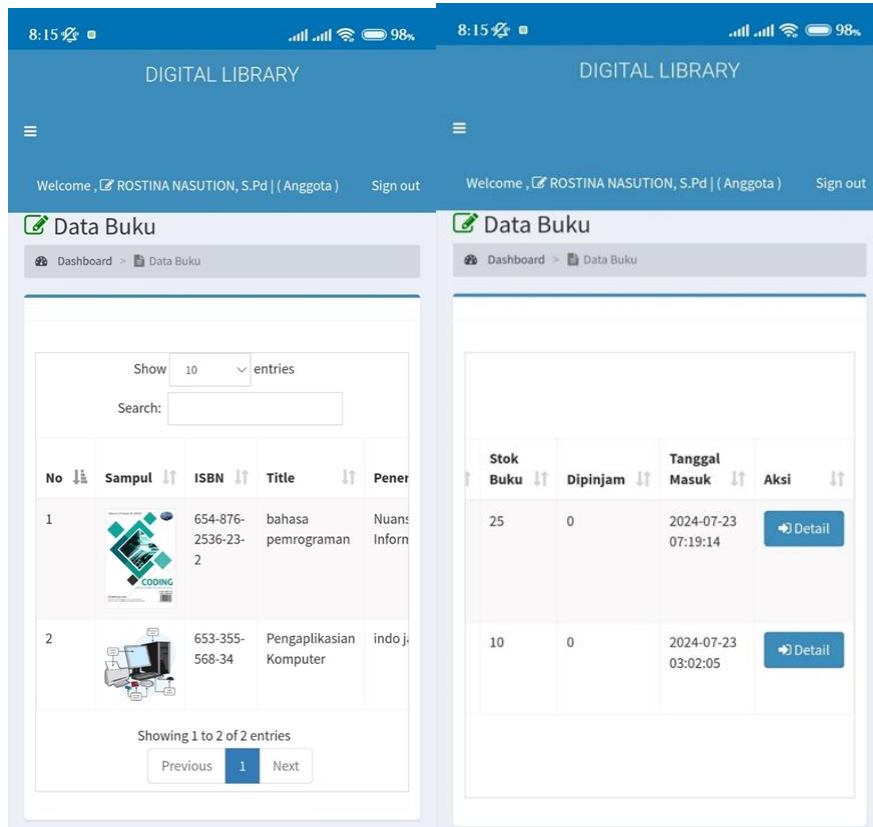 8:15 98%
DIGITAL LIBRARY
Welcome , ROSTINA NASUTION, S.Pd | ( Anggota ) Sign out
Data Buku
Dashboard > Data Buku
Show 10 entries
Search:
No Sampul ISBN Title Pener
1 CODING 654-876-2536-23-2 bahasa pemrograman Nuans Inforn
2 653-355-568-34 Pengaplikasian Komputer indo ja
Showing 1 to 2 of 2 entries
Previous 1 Next
8:15 98%
DIGITAL LIBRARY
Welcome , ROSTINA NASUTION, S.Pd | ( Anggota ) Sign out
Data Buku
Dashboard > Data Buku
Stok Buku Dipinjam Tanggal Masuk Aksi
25 0 2024-07-23 07:19:14 Detail
10 0 2024-07-23 03:02:05 Detail